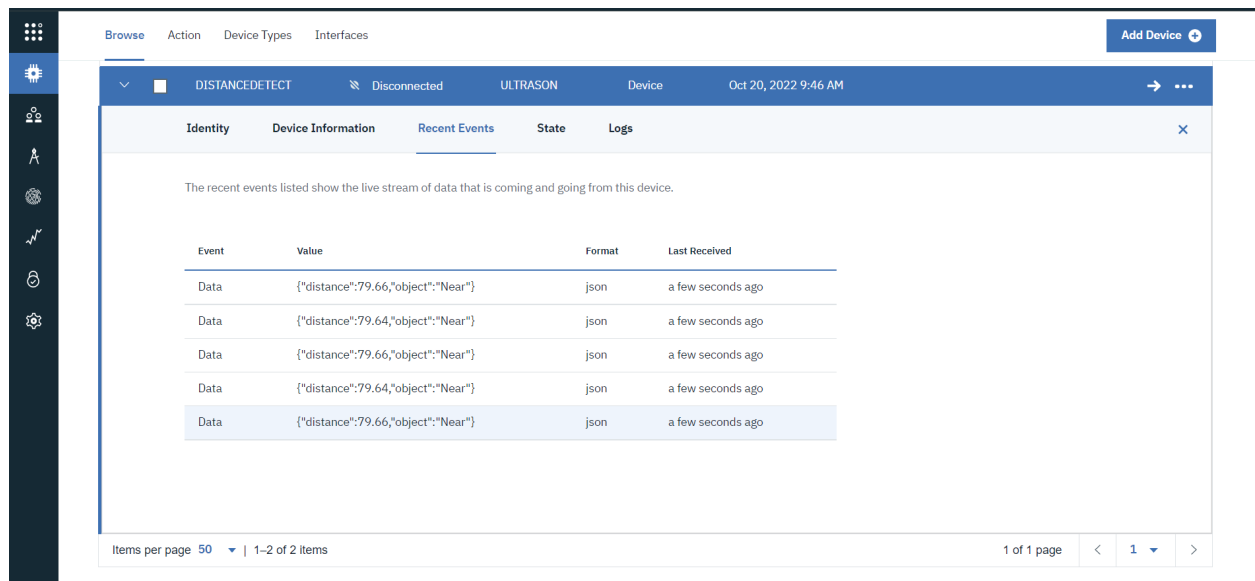 Browse Action Device Types Interfaces Add Device
DISTANCEDETECT Disconnected ULTRASON Device Oct 20, 2022 9:46 AM
Identity Device Information Recent Events State Logs
The recent events listed show the live stream of data that is coming and going from this device.
Event Value Format Last Received
Data {"distance":79.66,"object":"Near"} json a few seconds ago
Data {"distance":79.64,"object":"Near"} json a few seconds ago
Data {"distance":79.66,"object":"Near"} json a few seconds ago
Data {"distance":79.64,"object":"Near"} json a few seconds ago
Data {"distance":79.66,"object":"Near"} json a few seconds ago
Items per page 50 | 1–2 of 2 items 1 of 1 page 1